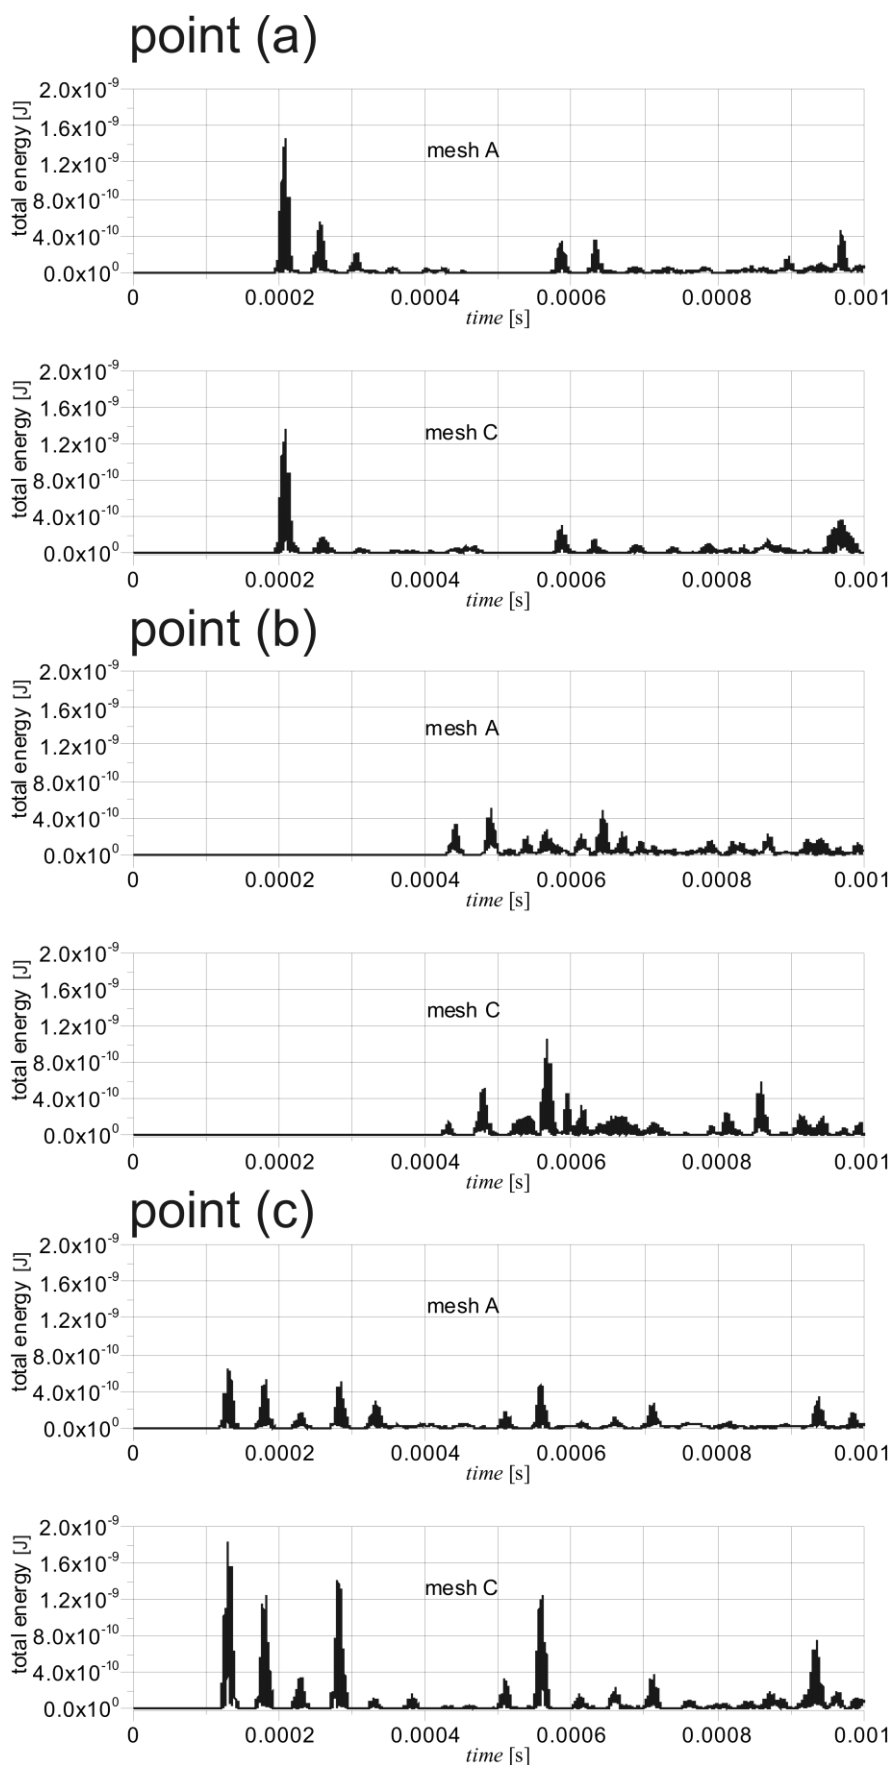 point (a)
total energy [J]
2.0x10⁻⁹
1.6x10⁻⁹
1.2x10⁻⁹
8.0x10⁻¹⁰
4.0x10⁻¹⁰
0.0x10⁰
mesh A
0 0.0002 0.0004 0.0006 0.0008 0.001
time [s]
total energy [J]
2.0x10⁻⁹
1.6x10⁻⁹
1.2x10⁻⁹
8.0x10⁻¹⁰
4.0x10⁻¹⁰
0.0x10⁰
mesh C
0 0.0002 0.0004 0.0006 0.0008 0.001
time [s]
point (b)
total energy [J]
2.0x10⁻⁹
1.6x10⁻⁹
1.2x10⁻⁹
8.0x10⁻¹⁰
4.0x10⁻¹⁰
0.0x10⁰
mesh A
0 0.0002 0.0004 0.0006 0.0008 0.001
time [s]
total energy [J]
2.0x10⁻⁹
1.6x10⁻⁹
1.2x10⁻⁹
8.0x10⁻¹⁰
4.0x10⁻¹⁰
0.0x10⁰
mesh C
0 0.0002 0.0004 0.0006 0.0008 0.001
time [s]
point (c)
total energy [J]
2.0x10⁻⁹
1.6x10⁻⁹
1.2x10⁻⁹
8.0x10⁻¹⁰
4.0x10⁻¹⁰
0.0x10⁰
mesh A
0 0.0002 0.0004 0.0006 0.0008 0.001
time [s]
total energy [J]
2.0x10⁻⁹
1.6x10⁻⁹
1.2x10⁻⁹
8.0x10⁻¹⁰
4.0x10⁻¹⁰
0.0x10⁰
mesh C
0 0.0002 0.0004 0.0006 0.0008 0.001
time [s]